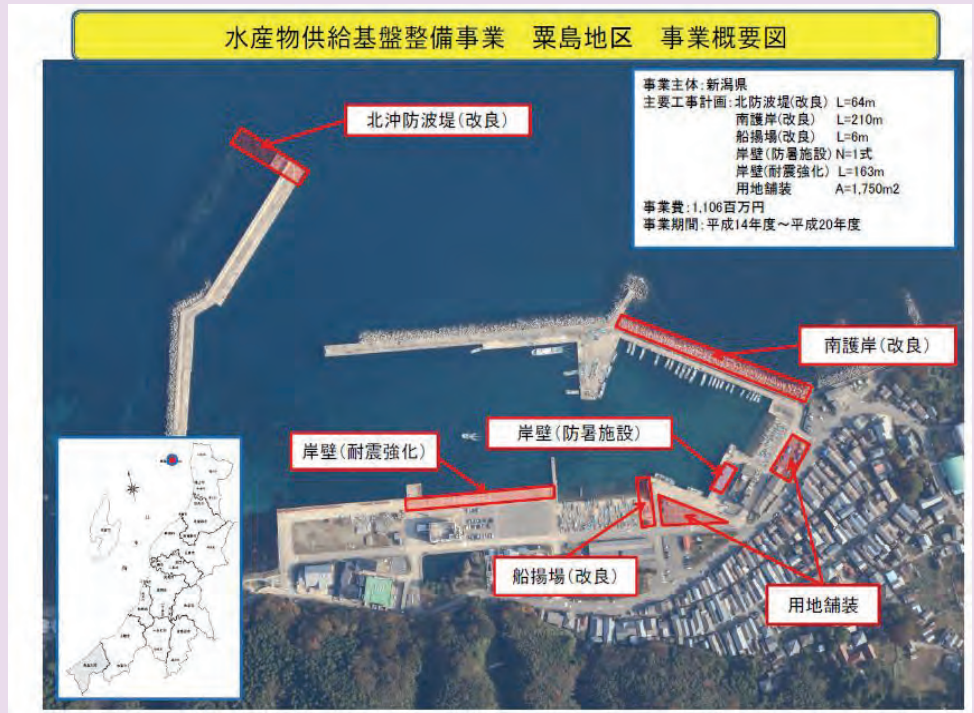 水産物供給基盤整備事業　粟島地区　事業概要図
事業主体:新潟県
主要工事計画:北防波堤(改良) L=64m
南護岸(改良) L=210m
船揚場(改良) L=6m
岸壁(防暑施設) N=1式
岸壁(耐震強化) L=163m
用地舗装 A=1,750m2
事業費:1,106百万円
事業期間:平成14年度～平成20年度
北沖防波堤(改良)
南護岸(改良)
岸壁(防暑施設)
岸壁(耐震強化)
船揚場(改良)
用地舗装